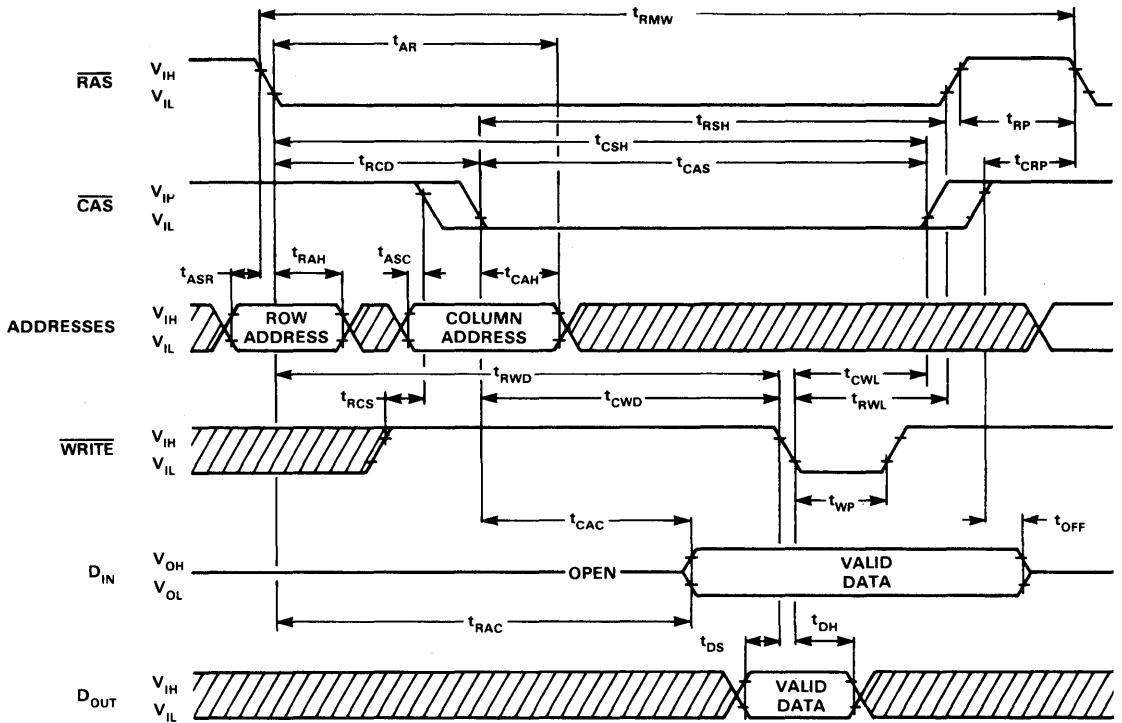 tRMW
tAR
RAS
VIH
VIL
tRSH
tRP
tCSH
tRCD
tCAS
tCRP
CAS
VIH
VIL
tASR
tRAH
tASC
tCAH
ADDRESSES
VIH
VIL
ROW
ADDRESS
COLUMN
ADDRESS
tRWD
tCWL
tRCS
tCWD
tRWL
WRITE
VIH
VIL
tWP
tCAC
tOFF
DIN
VOH
VOL
OPEN
VALID
DATA
tRAC
tDS
tDH
DOUT
VIH
VIL
VALID
DATA